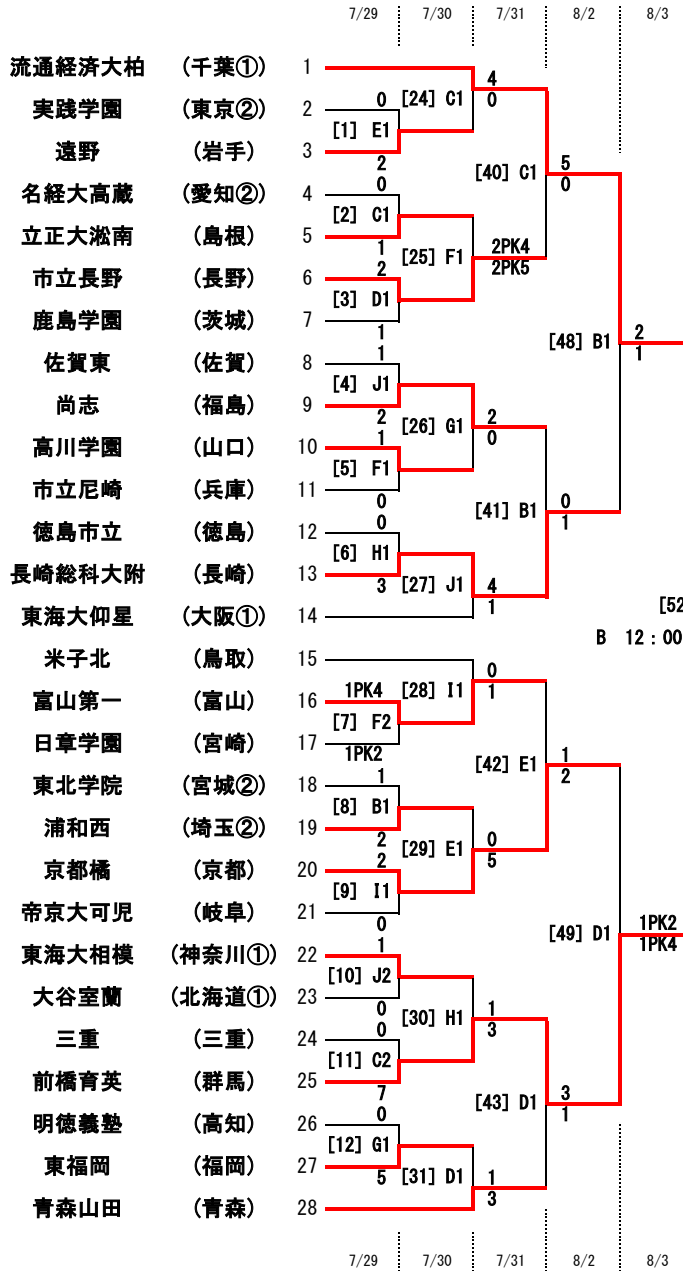 7/29 7/30 7/31 8/2 8/3
流通経済大柏 (千葉①) 1
4
[24] C1
0
実践学園 (東京②) 2
0
[1] E1
遠野 (岩手) 3
2
[40] C1
5
0
名経大高蔵 (愛知②) 4
0
[2] C1
立正大淞南 (島根) 5
1
[25] F1
2PK4
2PK5
市立長野 (長野) 6
2
[3] D1
鹿島学園 (茨城) 7
1
[48] B1
2
1
佐賀東 (佐賀) 8
1
[4] J1
尚志 (福島) 9
2
[26] G1
2
0
高川学園 (山口) 10
1
[5] F1
市立尼崎 (兵庫) 11
0
[41] B1
0
1
徳島市立 (徳島) 12
0
[6] H1
長崎総科大附 (長崎) 13
3
[27] J1
4
1
東海大仰星 (大阪①) 14
[52
B 12:00
米子北 (鳥取) 15
[28] I1
0
1
富山第一 (富山) 16
1PK4
[7] F2
日章学園 (宮崎) 17
1PK2
[42] E1
1
2
東北学院 (宮城②) 18
1
[8] B1
浦和西 (埼玉②) 19
2
[29] E1
0
5
京都橘 (京都) 20
2
[9] I1
帝京大可児 (岐阜) 21
0
[49] D1
1PK2
1PK4
東海大相模 (神奈川①) 22
1
[10] J2
大谷室蘭 (北海道①) 23
0
[30] H1
1
3
三重 (三重) 24
0
[11] C2
前橋育英 (群馬) 25
7
[43] D1
3
1
明徳義塾 (高知) 26
0
[12] G1
東福岡 (福岡) 27
5
[31] D1
1
3
青森山田 (青森) 28
7/29 7/30 7/31 8/2 8/3